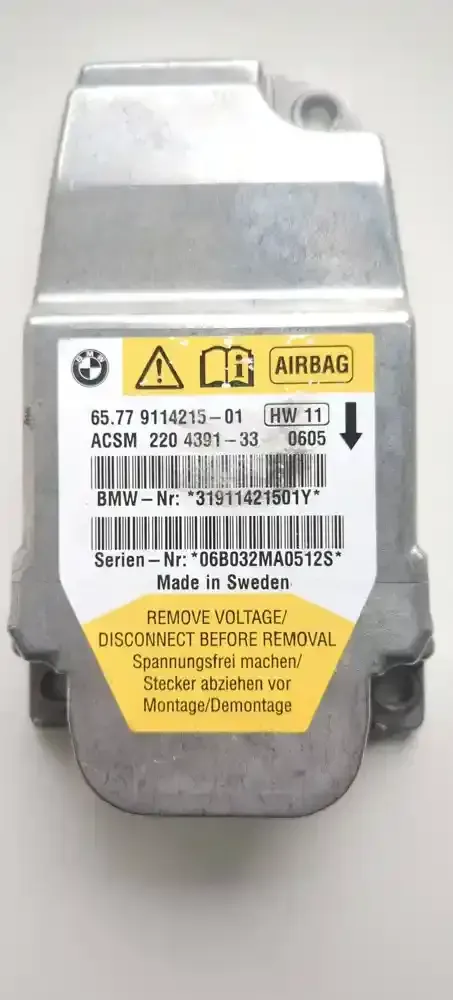 BMW
AIRBAG
65.77 9114215-01 HW 11
ACSM 220 4391-33 0605
BMW-Nr: *31911421501Y*
Serien-Nr: *06B032MA0512S*
Made in Sweden
REMOVE VOLTAGE/
DISCONNECT BEFORE REMOVAL
Spannungsfrei machen/
Stecker abziehen vor
Montage/Demontage